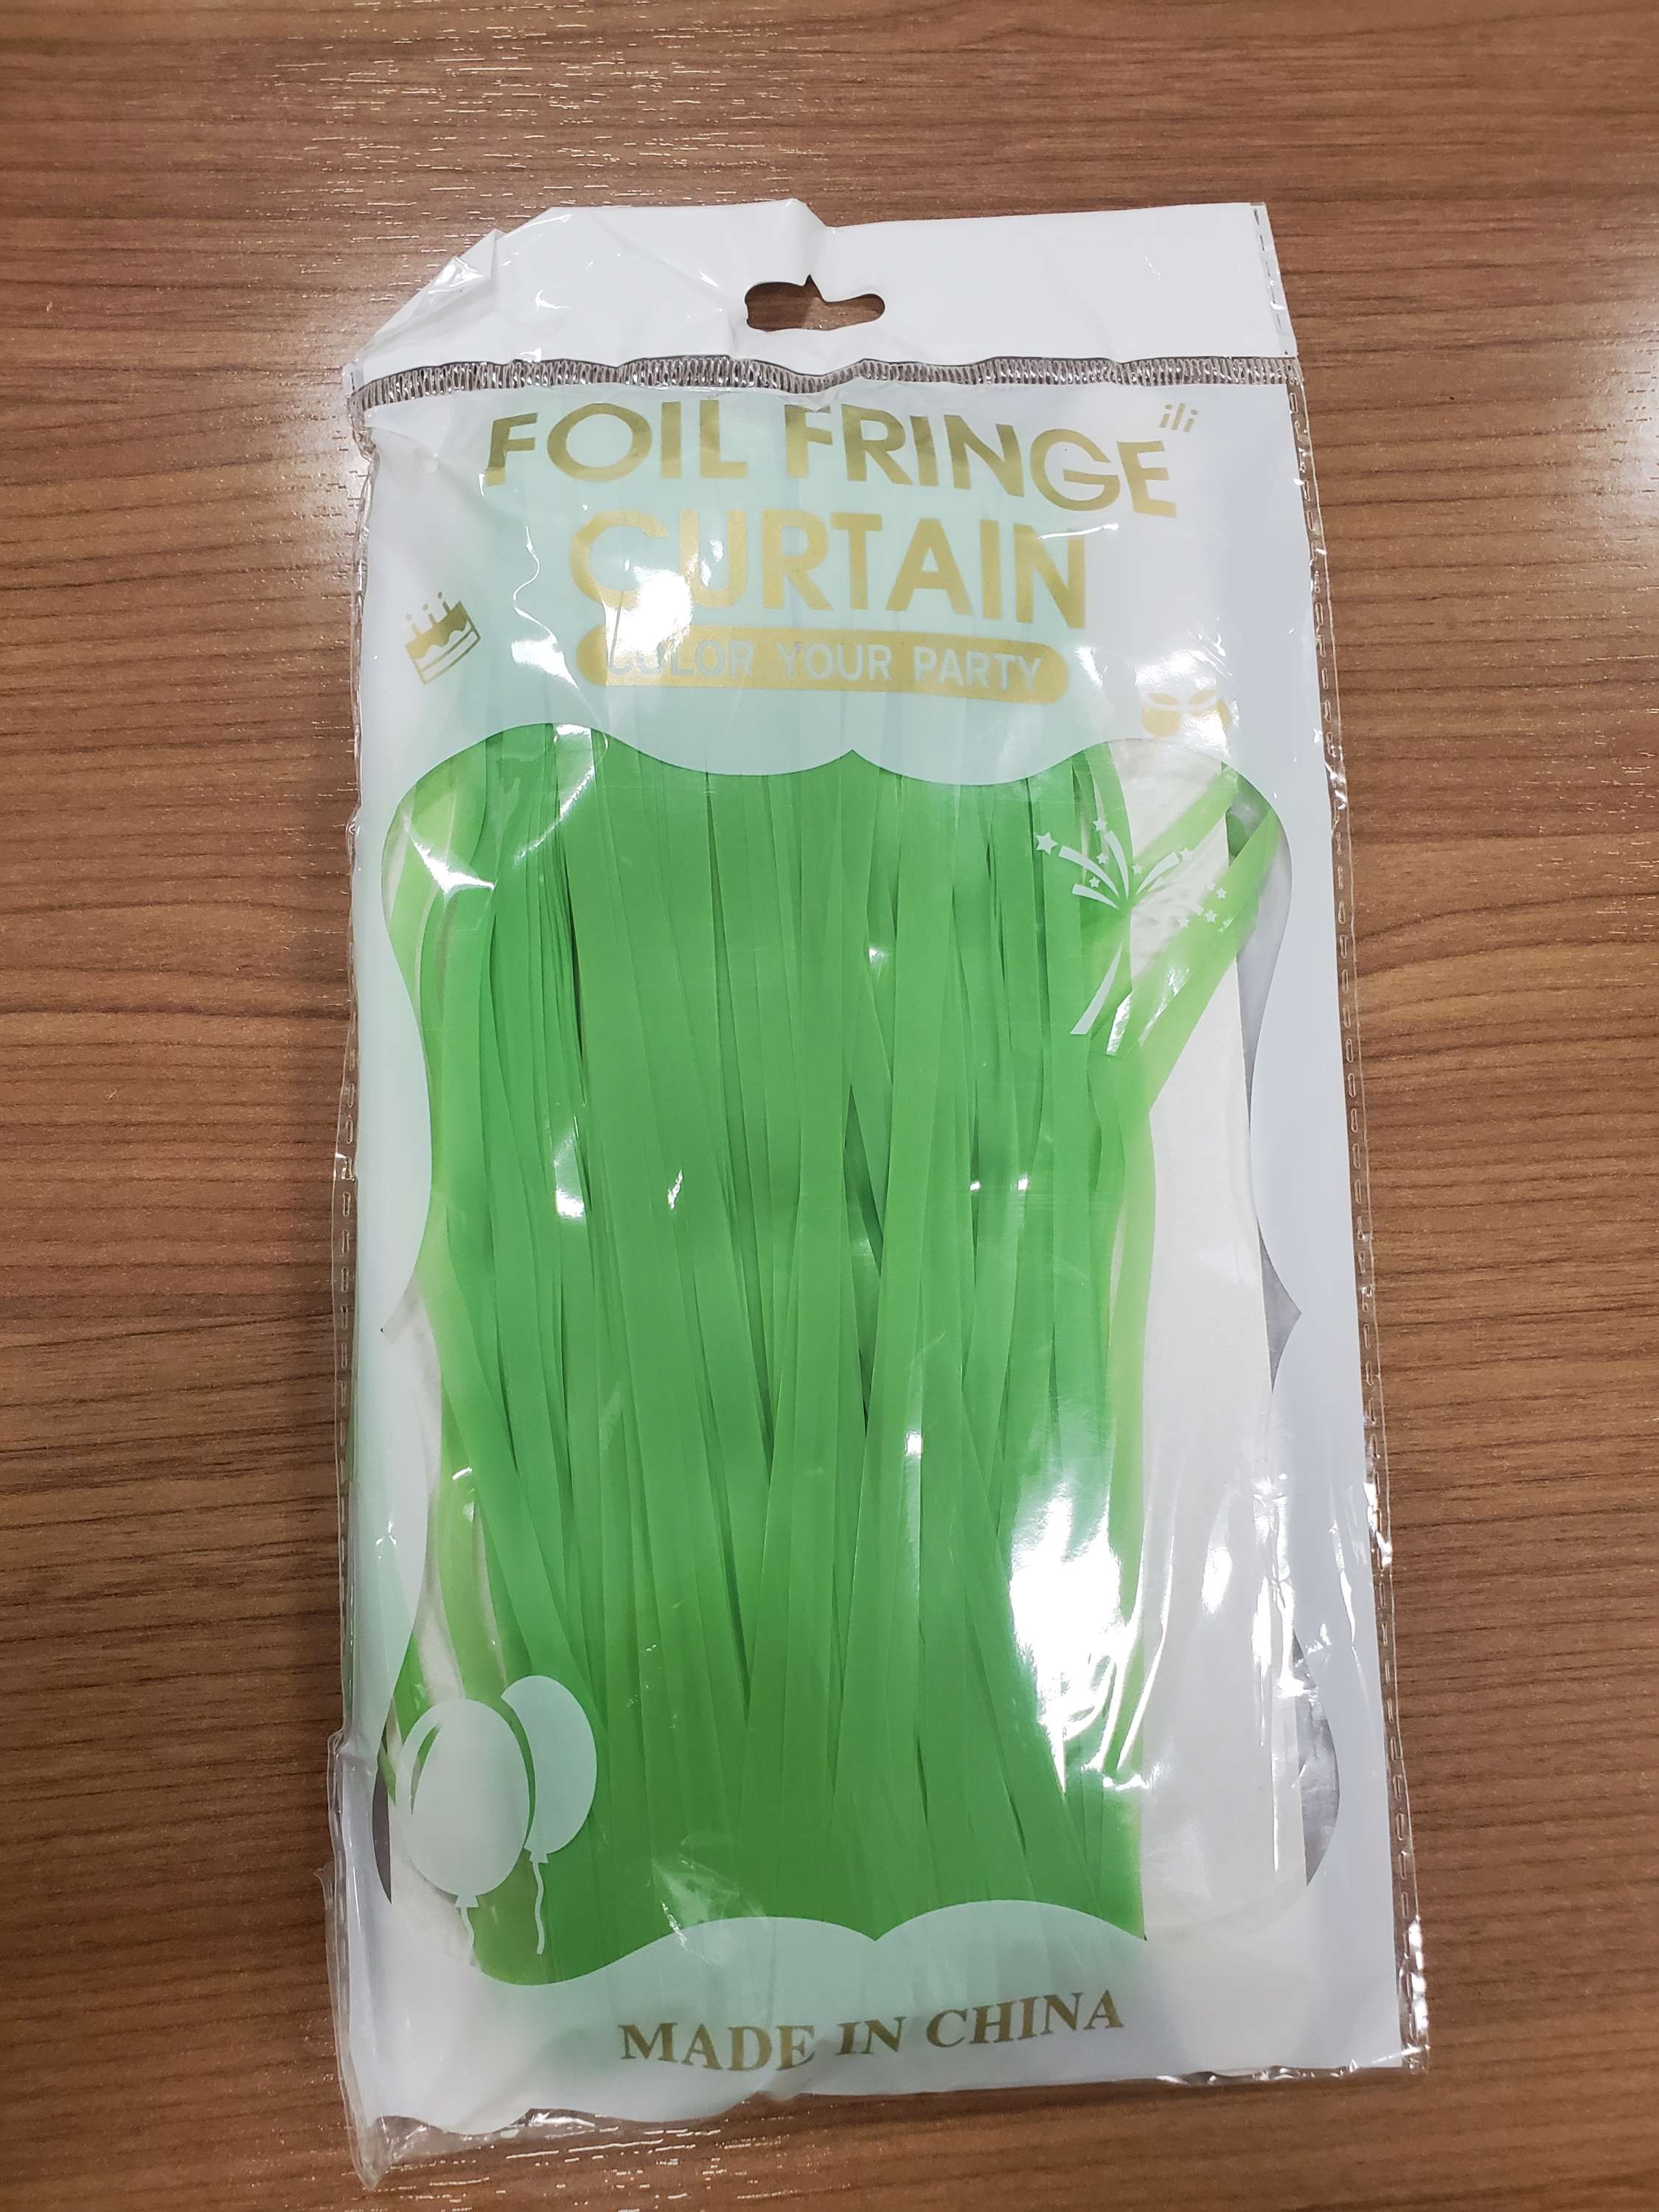 FOIL FRINGE
CURTAIN
COLOR YOUR PARTY
MADE IN CHINA